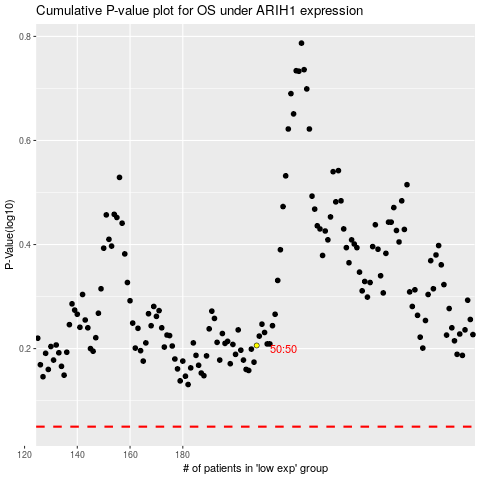 Cumulative P-value plot for OS under ARIH1 expression
P-Value(log10)
0.8
0.6
0.4
0.2
50:50
120 140 160 180
# of patients in 'low exp' group